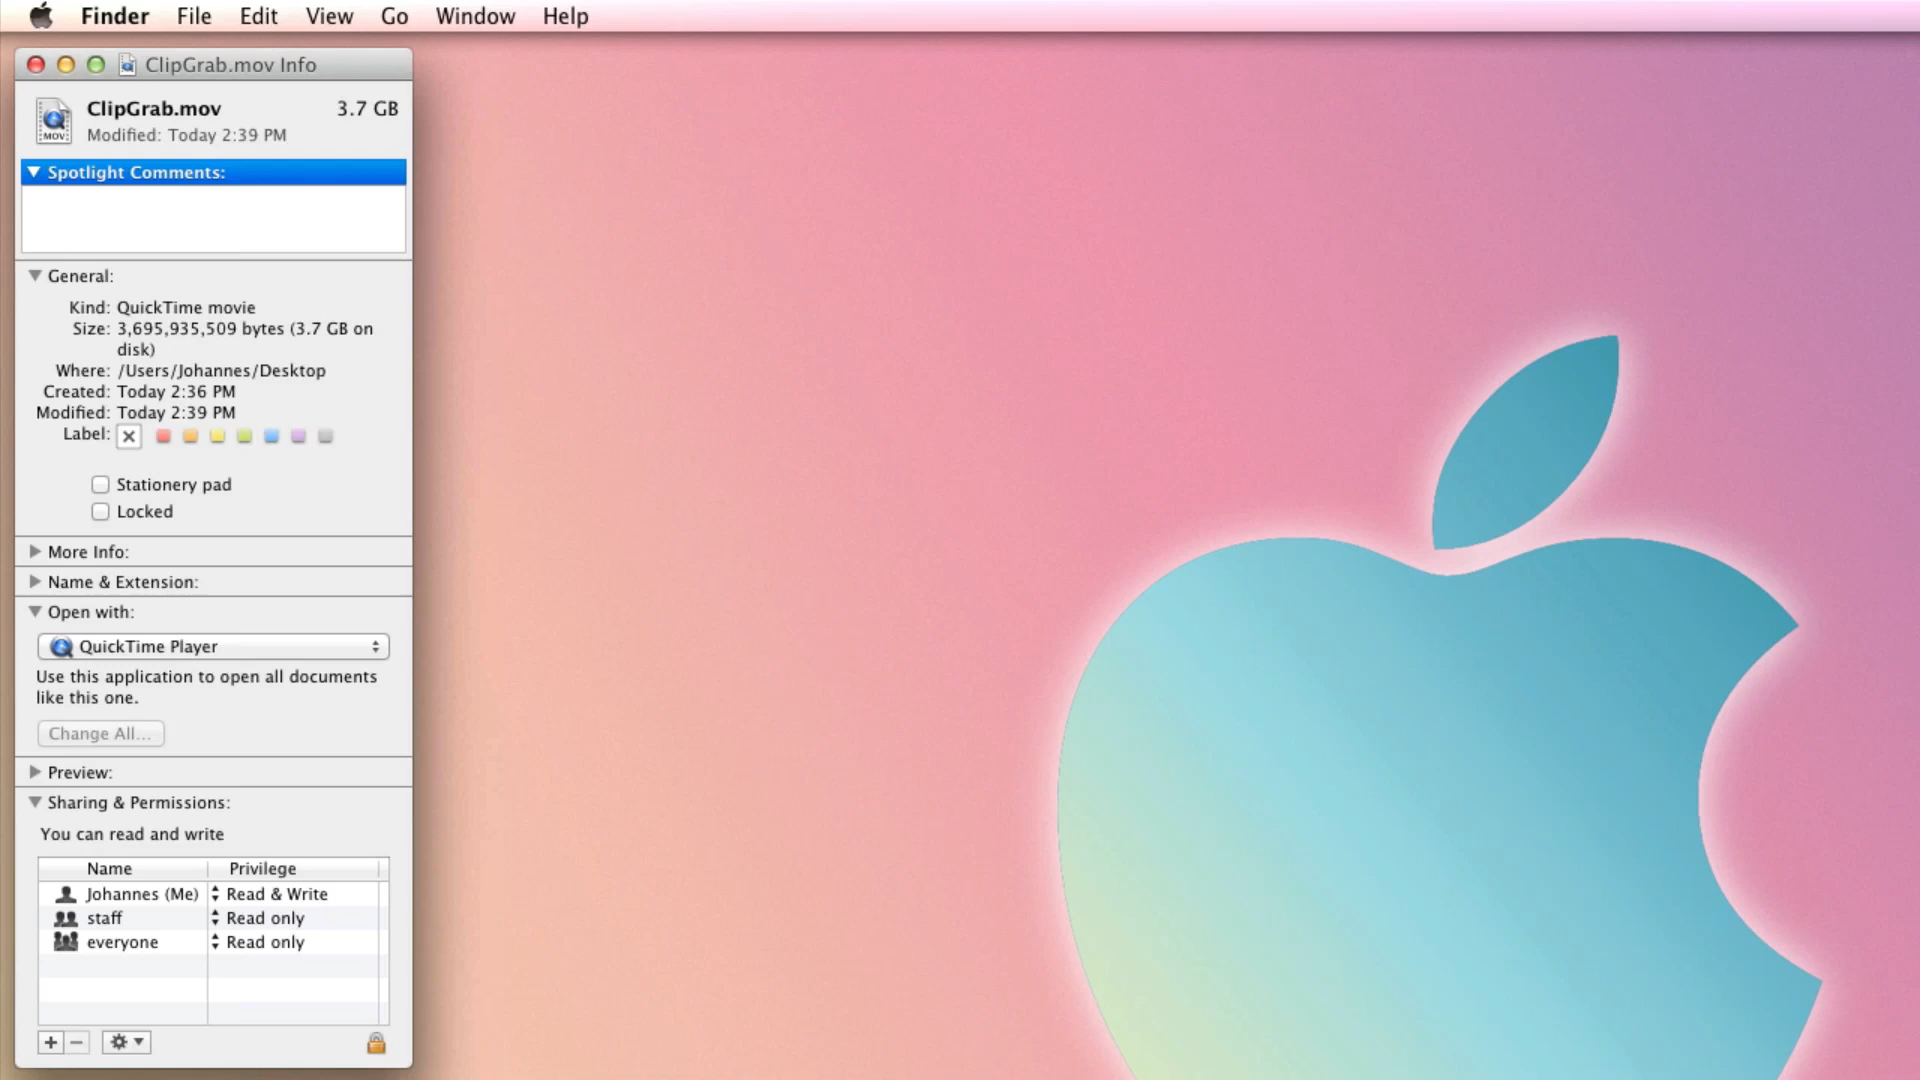 Finder File Edit View Go Window Help
ClipGrab.mov Info
ClipGrab.mov 3.7 GB
Modified: Today 2:39 PM
MOV
Spotlight Comments:
General:
Kind: QuickTime movie
Size: 3,695,935,509 bytes (3.7 GB on
disk)
Where: /Users/Johannes/Desktop
Created: Today 2:36 PM
Modified: Today 2:39 PM
Label:
Stationery pad
Locked
More Info:
Name & Extension:
Open with:
QuickTime Player
Use this application to open all documents
like this one.
Change All...
Preview:
Sharing & Permissions:
You can read and write
Name Privilege
Johannes (Me) Read & Write
staff Read only
everyone Read only